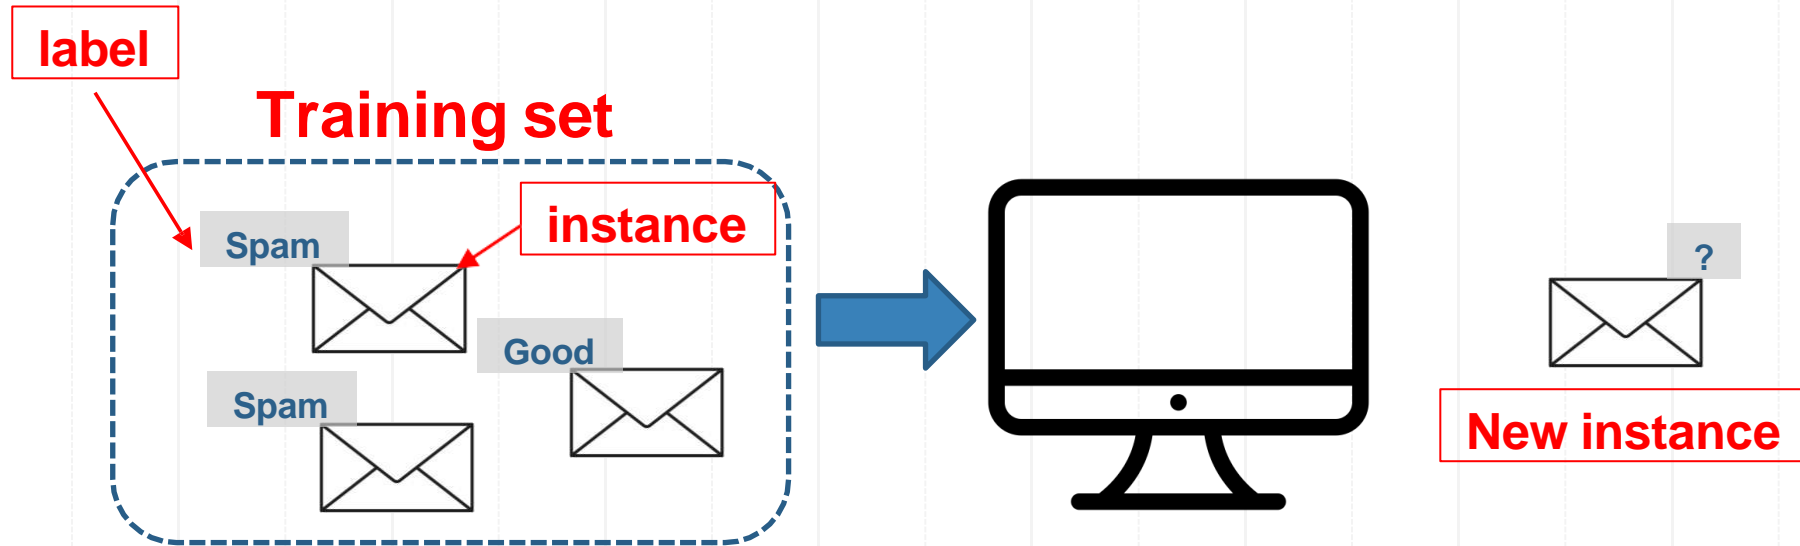 label
Training set
instance
Spam
Good
Spam
?
New instance